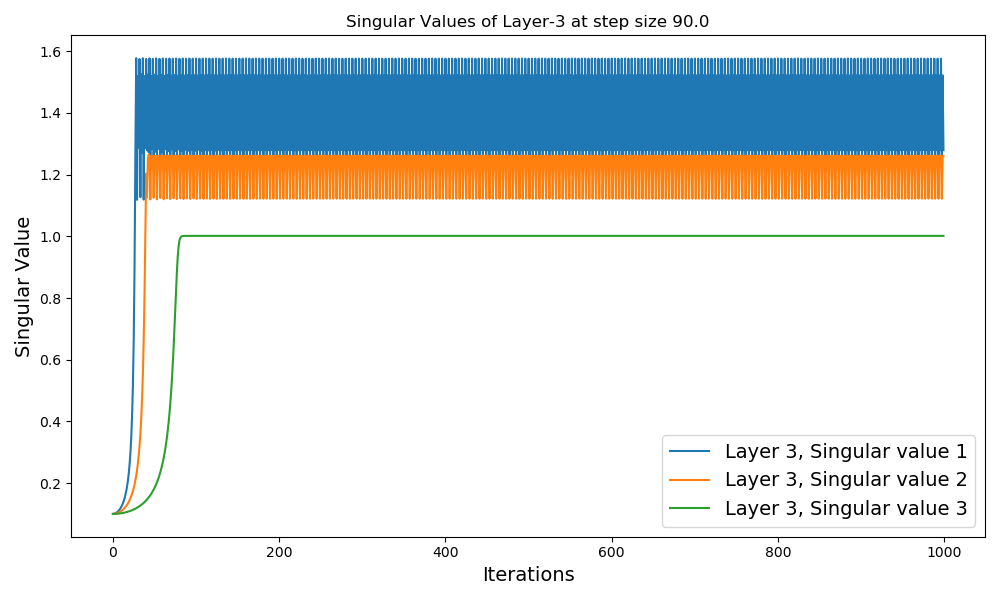 Singular Values of Layer-3 at step size 90.0
Singular Value
1.6
1.4
1.2
1.0
0.8
0.6
0.4
0.2
0
200
400
600
800
1000
Iterations
Layer 3, Singular value 1
Layer 3, Singular value 2
Layer 3, Singular value 3